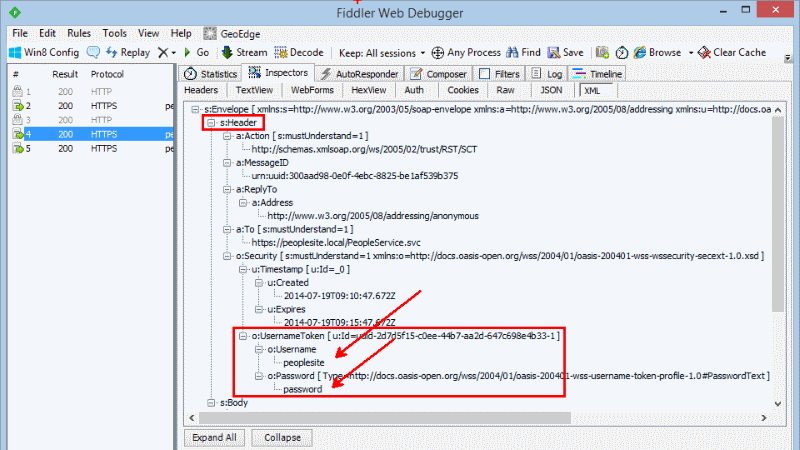 Fiddler Web Debugger
File Edit Rules Tools View Help GeoEdge
Win8 Config Replay Go Stream Decode Keep: All sessions Any Process Find Save Browse Clear Cache
# Result Protocol
1 200 HTTP
2 200 HTTPS pe
3 200 HTTP
4 200 HTTPS pe
5 200 HTTPS pe
Statistics Inspectors AutoResponder Composer Filters Log Timeline
Headers TextView WebForms HexView Auth Cookies Raw JSON XML
s:Envelope [ xmlns:s=http://www.w3.org/2003/05/soap-envelope xmlns:a=http://www.w3.org/2005/08/addressing xmlns:u=http://docs.oa
s:Header
a:Action [ s:mustUnderstand=1 ]
http://schemas.xmlsoap.org/ws/2005/02/trust/RST/SCT
a:MessageID
urn:uuid:300aad98-0e0f-4ebc-8825-be1af539b375
a:ReplyTo
a:Address
http://www.w3.org/2005/08/addressing/anonymous
a:To [ s:mustUnderstand=1 ]
https://peoplesite.local/PeopleService.svc
o:Security [ s:mustUnderstand=1 xmlns:o=http://docs.oasis-open.org/wss/2004/01/oasis-200401-wss-wssecurity-secext-1.0.xsd ]
u:Timestamp [ u:Id=_0 ]
u:Created
2014-07-19T09:10:47.672Z
u:Expires
2014-07-19T09:15:47.672Z
o:UsernameToken [ u:Id=uuid-2d7d5f15-c0ee-44b7-aa2d-647c698e4b33-1 ]
o:Username
peoplesite
o:Password [ Type=http://docs.oasis-open.org/wss/2004/01/oasis-200401-wss-username-token-profile-1.0#PasswordText ]
password
s:Body
Expand All Collapse